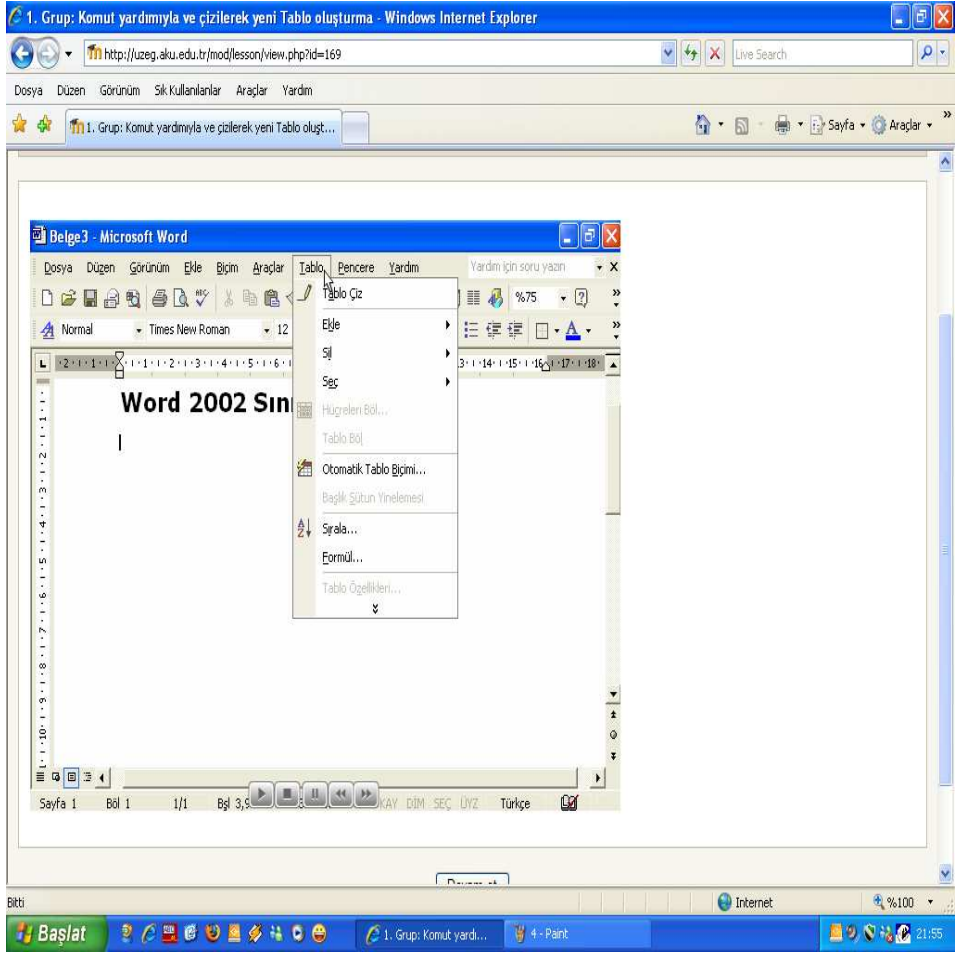 1. Grup: Komut yardımıyla ve çizilerek yeni Tablo oluşturma - Windows Internet Explorer
http://uzeg.aku.edu.tr/mod/lesson/view.php?id=169
Live Search
Dosya Düzen Görünüm Sık Kullanılanlar Araçlar Yardım
1. Grup: Komut yardımıyla ve çizilerek yeni Tablo oluşt...
Sayfa Araçlar
Belge3 - Microsoft Word
Dosya Düzen Görünüm Ekle Biçim Araçlar Tablo Pencere Yardım
Yardım için soru yazın
%75
Normal Times New Roman 12
Tablo Çiz
Ekle
Sil
Seç
Hücreleri Böl...
Tablo Böl
Otomatik Tablo Biçimi...
Başlık Sütun Yinelemesi
Sırala...
Formül...
Tablo Özellikleri...
Word 2002 Sın
Sayfa 1 Böl 1 1/1 Bşl 3,9
KAY DİM SEÇ ÜYZ Türkçe
Devam et
Bitti
Internet
%100
Başlat
1. Grup: Komut yardı...
4 - Paint
21:55